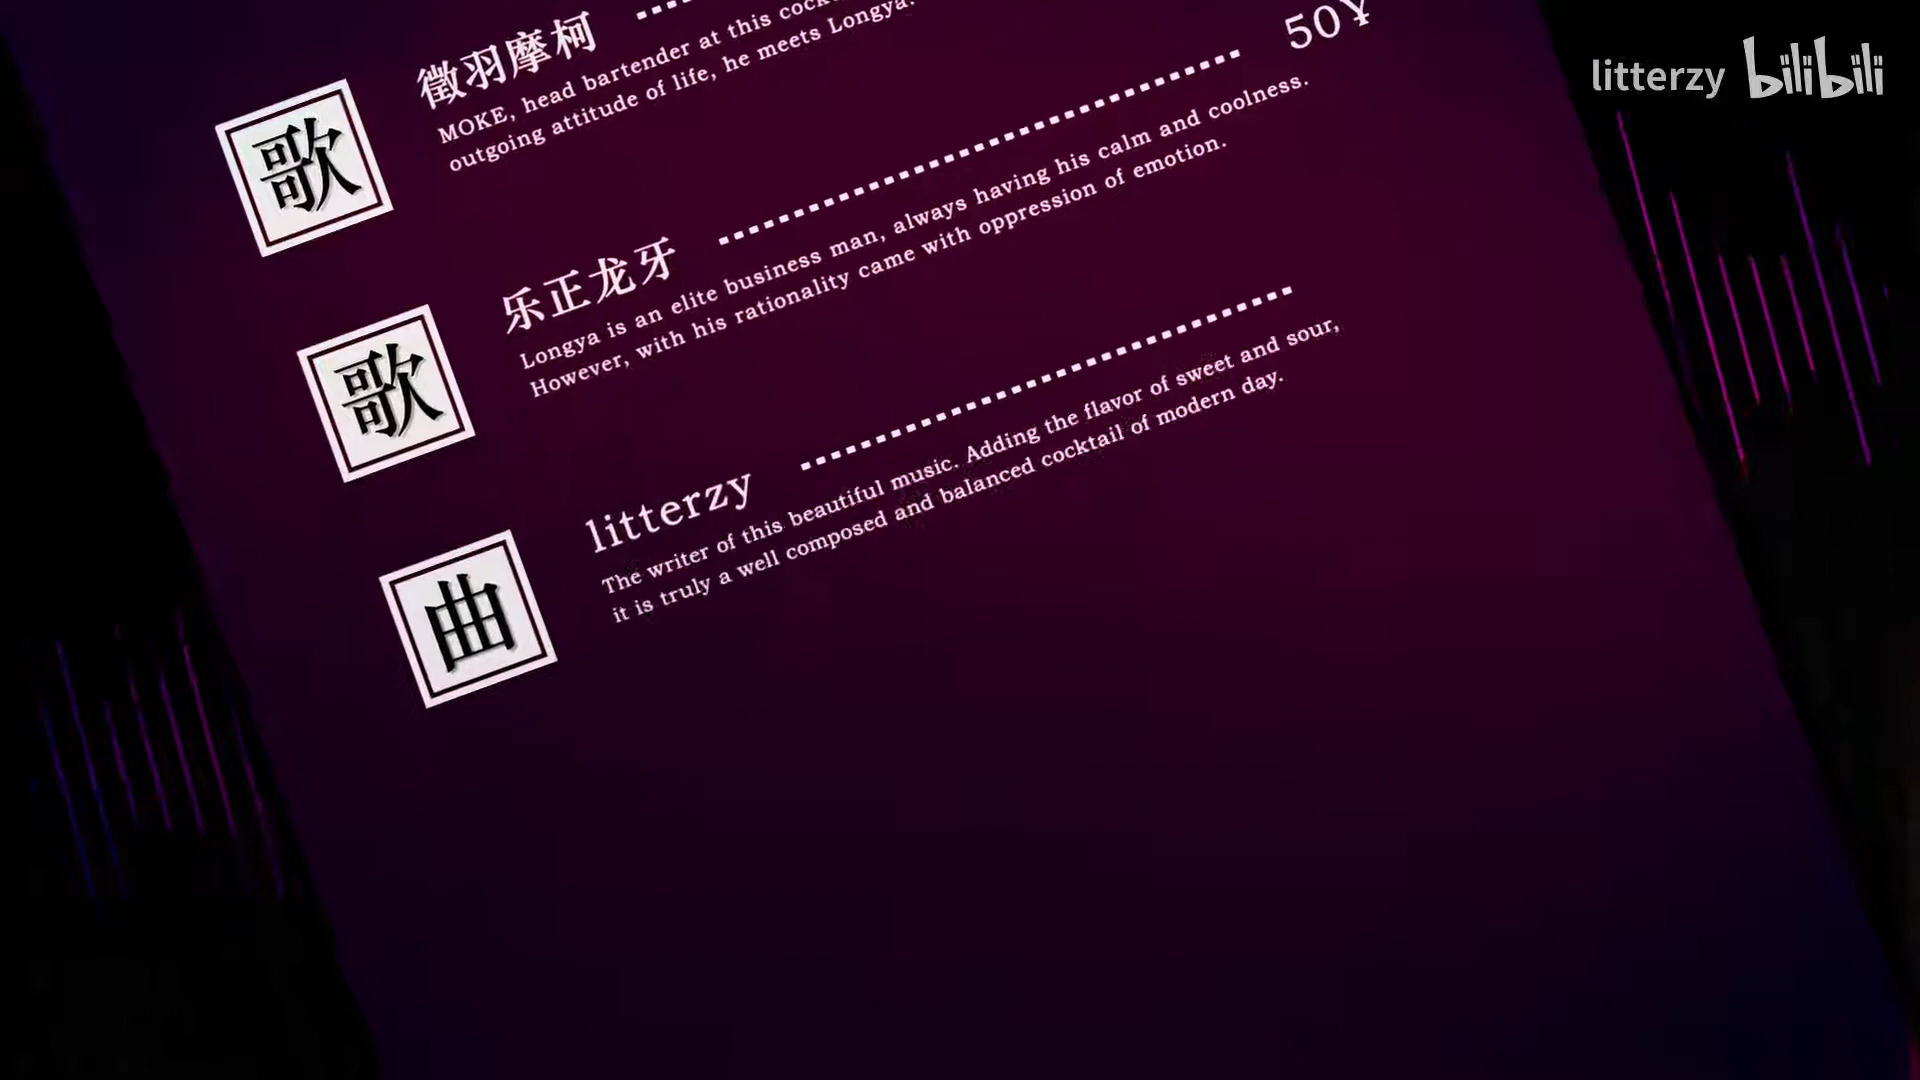 litterzy bilibili
歌
徵羽摩柯
MOKE, head bartender at this
outgoing attitude of life, he meets Longya.
歌
乐正龙牙
50¥
Longya is an elite business man, always having his calm and coolness.
However, with his rationality came with oppression of emotion.
曲
litterzy
The writer of this beautiful music. Adding the flavor of sweet and sour,
it is truly a well composed and balanced cocktail of modern day.